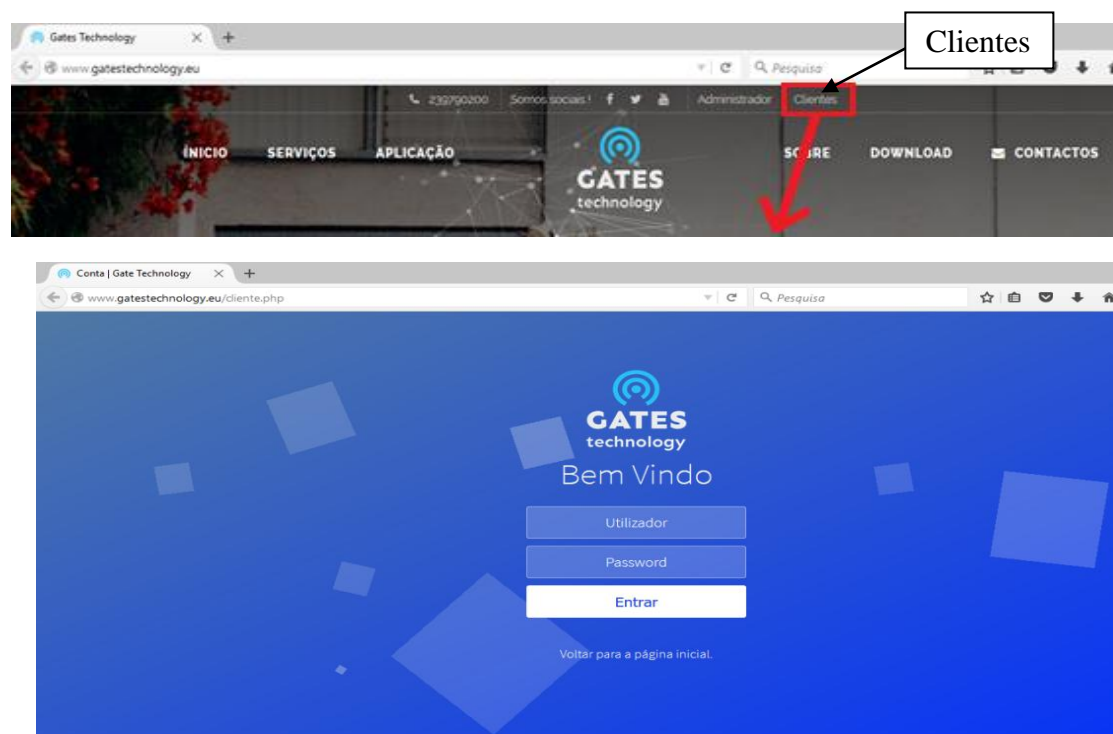 Clientes
Gates Technology
www.gatestechnology.eu
Pesquisa
239790200 Somos sociais ! Administrador Clientes
ÍNICIO SERVIÇOS APLICAÇÃO
GATES
technology
SOBRE DOWNLOAD CONTACTOS
Conta | Gate Technology
www.gatestechnology.eu/cliente.php
Pesquisa
GATES
technology
Bem Vindo
Utilizador
Password
Entrar
Voltar para a página inicial.